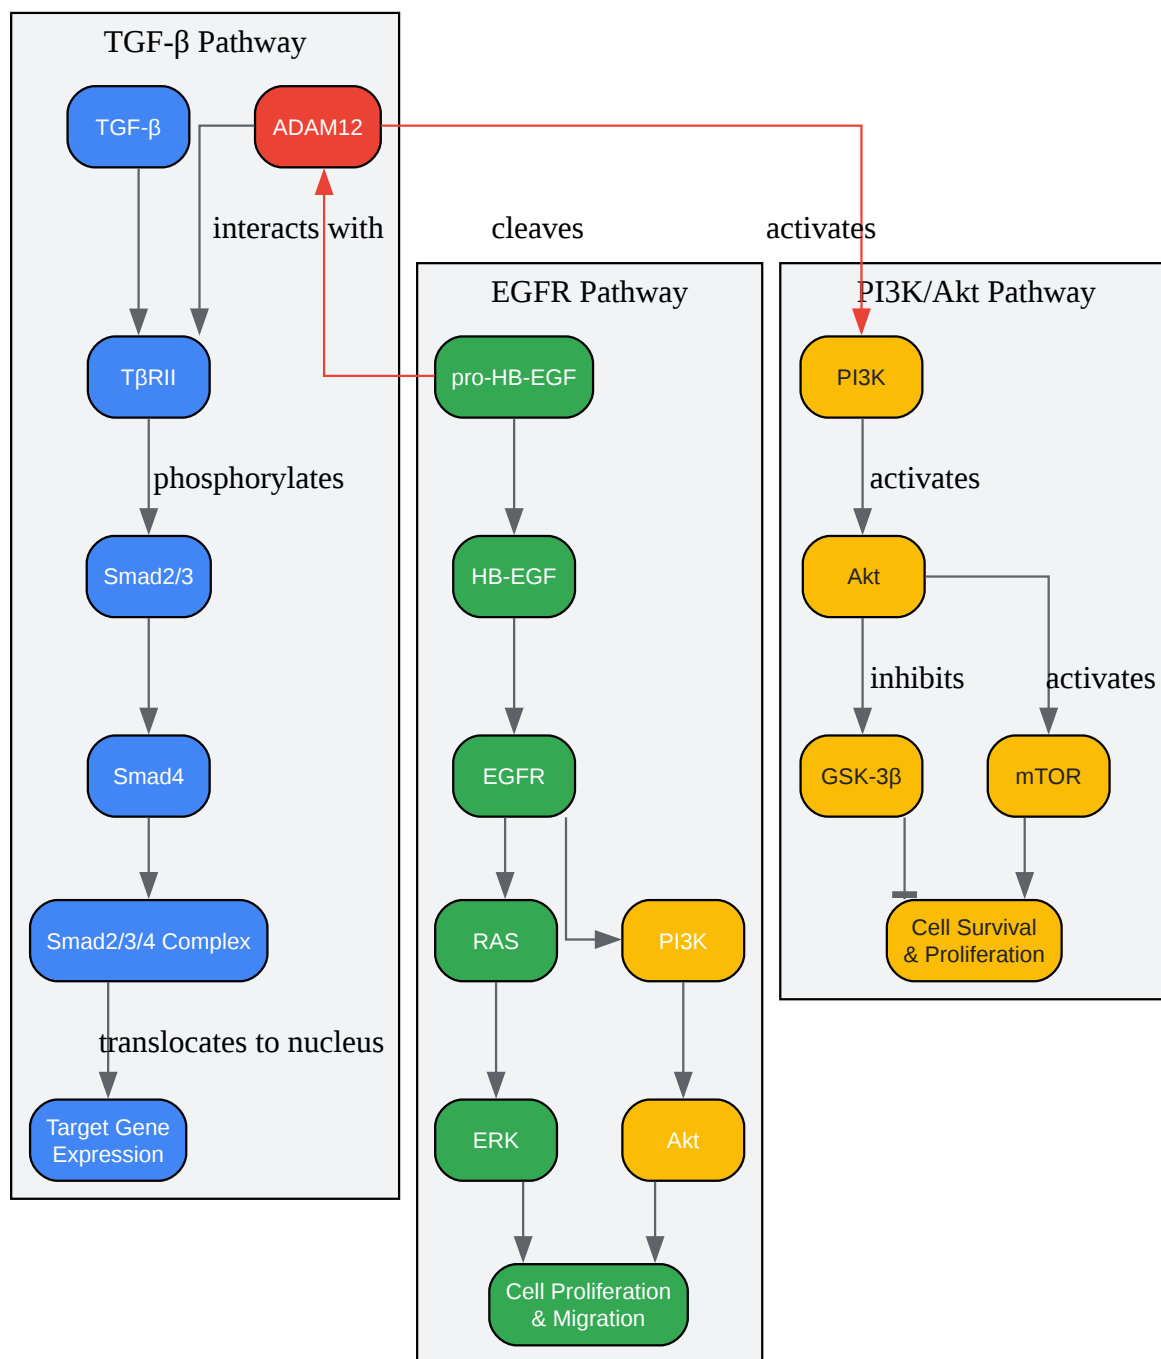 TGF-β Pathway
TGF-β
ADAM12
interacts with
cleaves
activates
EGFR Pathway
PI3K/Akt Pathway
TβRII
pro-HB-EGF
PI3K
phosphorylates
activates
Smad2/3
HB-EGF
Akt
inhibits
activates
Smad4
EGFR
GSK-3β
mTOR
Smad2/3/4 Complex
RAS
PI3K
Cell Survival
& Proliferation
translocates to nucleus
Target Gene
Expression
ERK
Akt
Cell Proliferation
& Migration